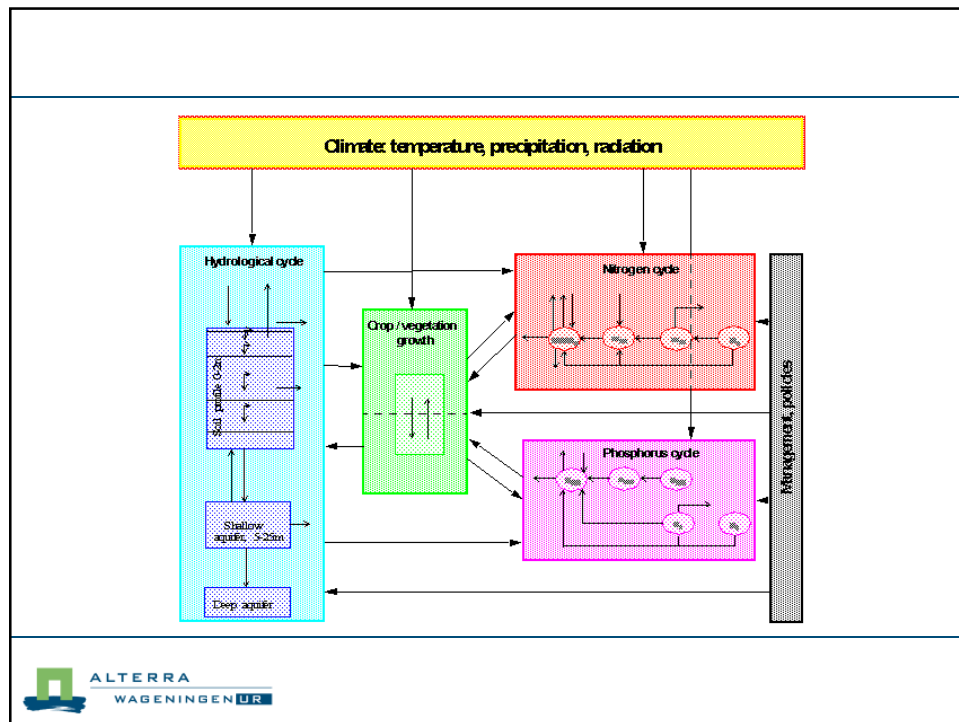 Climate: temperature, precipitation, radiation
Hydrological cycle
Soil profile 0-2m
Shallow
aquifer, 5-25m
Deep aquifer
Crop / vegetation
growth
Nitrogen cycle
Phosphorus cycle
Management, policies
ALTERRA
WAGENINGEN UR